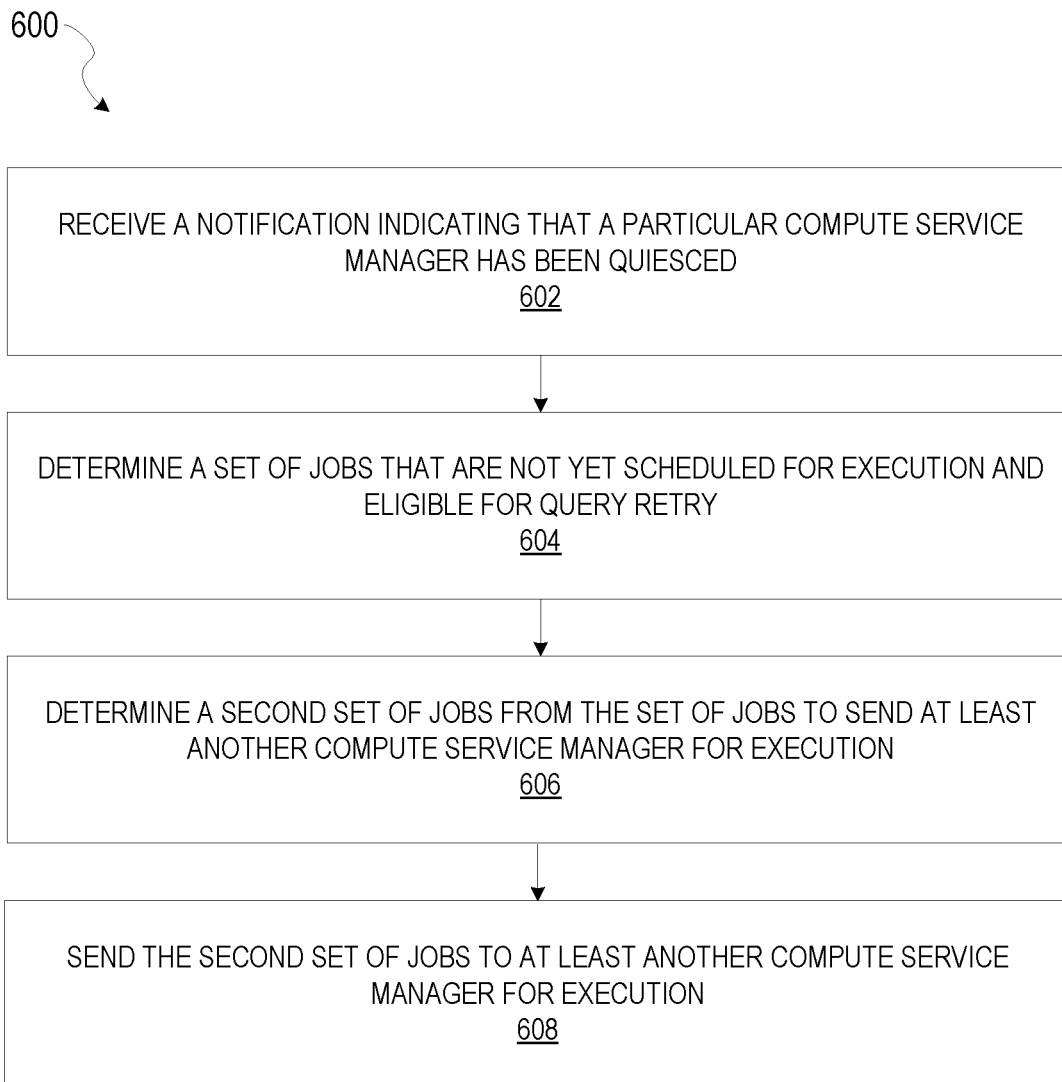 600
RECEIVE A NOTIFICATION INDICATING THAT A PARTICULAR COMPUTE SERVICE
MANAGER HAS BEEN QUIESCED
602
DETERMINE A SET OF JOBS THAT ARE NOT YET SCHEDULED FOR EXECUTION AND
ELIGIBLE FOR QUERY RETRY
604
DETERMINE A SECOND SET OF JOBS FROM THE SET OF JOBS TO SEND AT LEAST
ANOTHER COMPUTE SERVICE MANAGER FOR EXECUTION
606
SEND THE SECOND SET OF JOBS TO AT LEAST ANOTHER COMPUTE SERVICE
MANAGER FOR EXECUTION
608